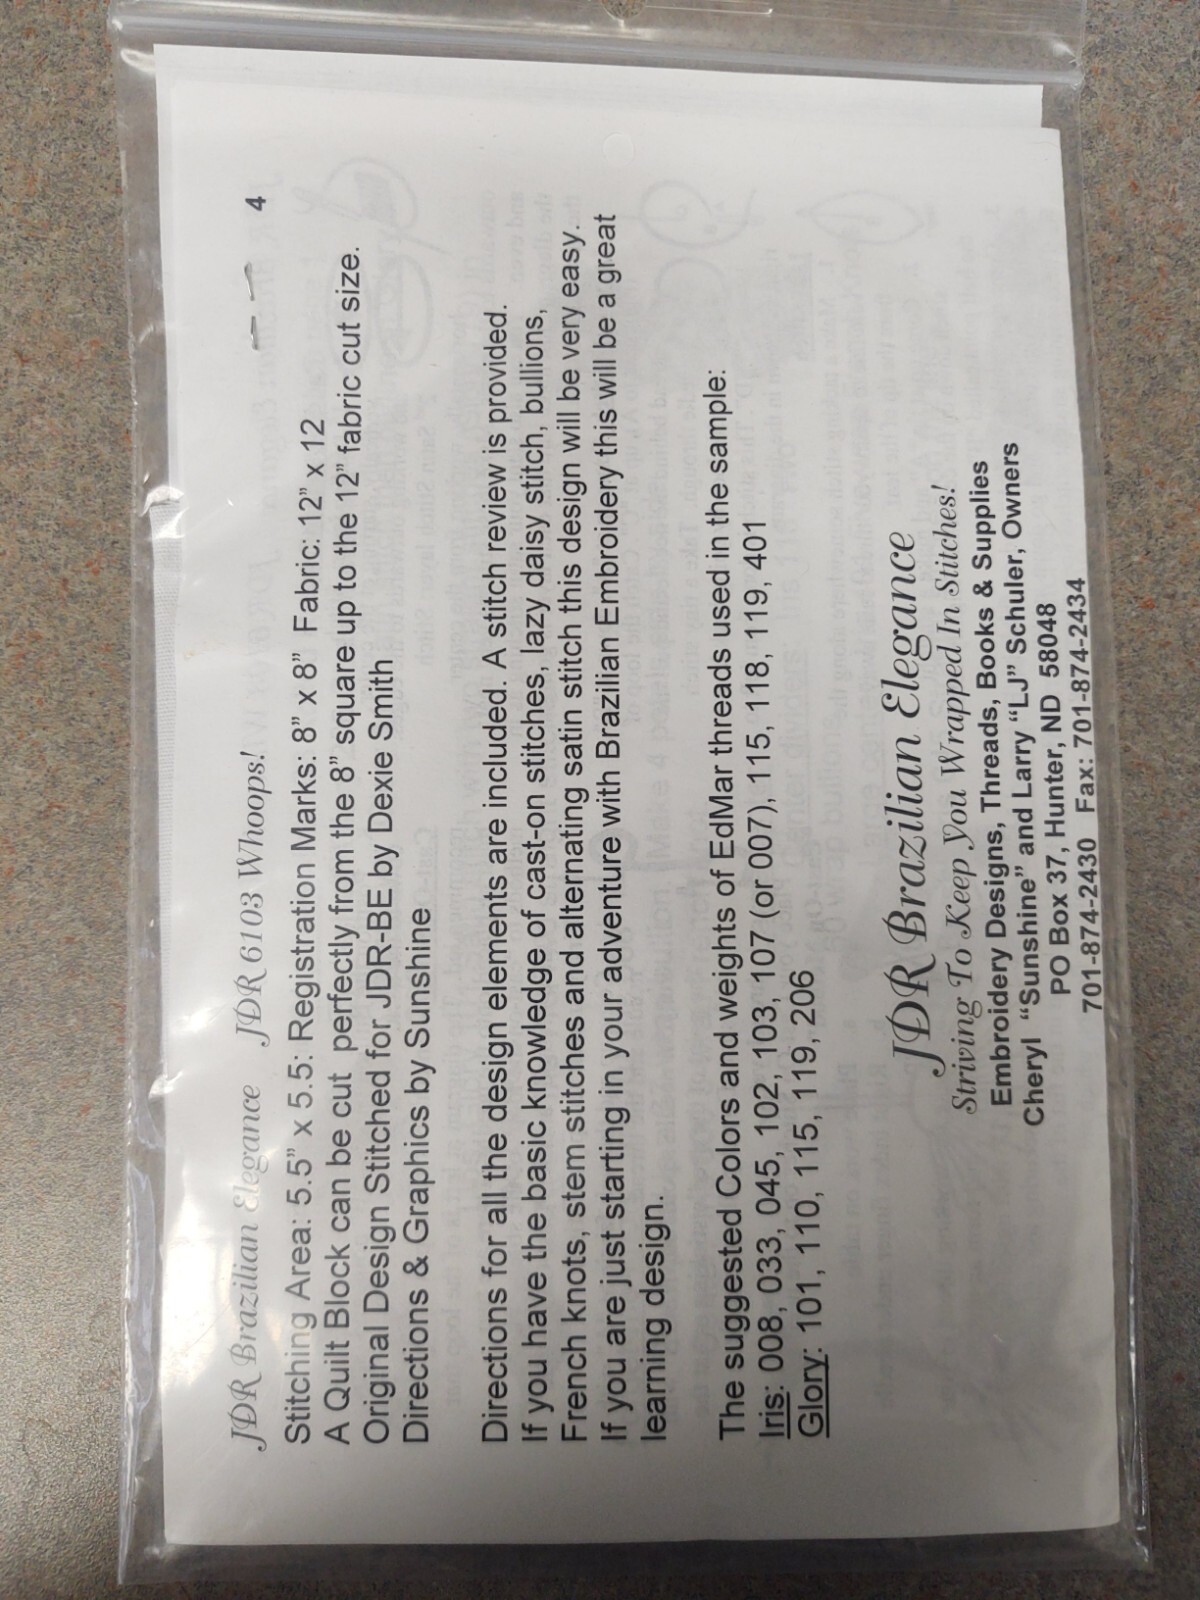 JDR Brazilian Elegance JDR 6103 Whoops! 4
Stitching Area: 5.5” x 5.5: Registration Marks: 8” x 8” Fabric: 12” x 12
A Quilt Block can be cut perfectly from the 8” square up to the 12” fabric cut size.
Original Design Stitched for JDR-BE by Dexie Smith
Directions & Graphics by Sunshine
Directions for all the design elements are included. A stitch review is provided.
If you have the basic knowledge of cast-on stitches, lazy daisy stitch, bullions,
French knots, stem stitches and alternating satin stitch this design will be very easy.
If you are just starting in your adventure with Brazilian Embroidery this will be a great
learning design.
The suggested Colors and weights of EdMar threads used in the sample:
Iris: 008, 033, 045, 102, 103, 107 (or 007), 115, 118, 119, 401
Glory: 101, 110, 115, 119, 206
JDR Brazilian Elegance
Striving To Keep You Wrapped In Stitches!
Embroidery Designs, Threads, Books & Supplies
Cheryl “Sunshine” and Larry “LJ” Schuler, Owners
PO Box 37, Hunter, ND 58048
701-874-2430 Fax: 701-874-2434